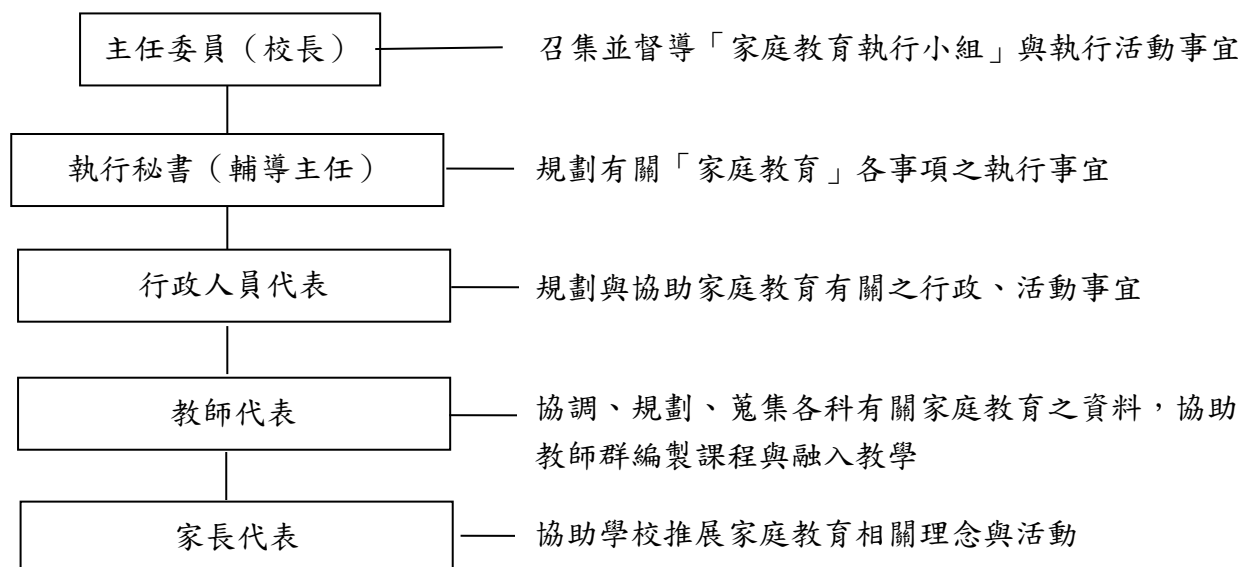 主任委員（校長）
召集並督導「家庭教育執行小組」與執行活動事宜
執行秘書（輔導主任）
規劃有關「家庭教育」各事項之執行事宜
行政人員代表
規劃與協助家庭教育有關之行政、活動事宜
教師代表
協調、規劃、蒐集各科有關家庭教育之資料，協助
教師群編製課程與融入教學
家長代表
協助學校推展家庭教育相關理念與活動